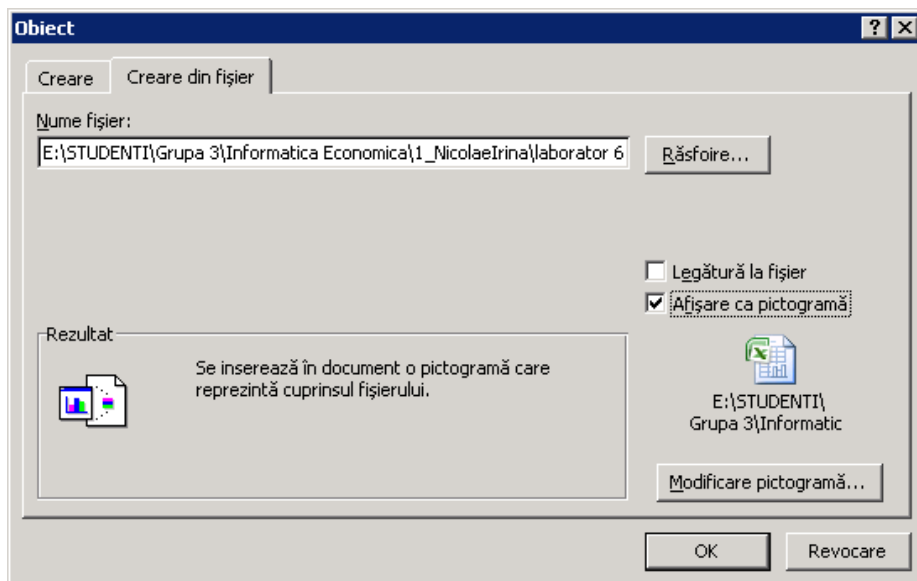 Obiect
Creare
Creare din fișier
Nume fișier:
E:\STUDENTI\Grupa 3\Informatica Economica\1_NicolaeIrina\laborator 6
Răsfoire...
Legătură la fișier
Afișare ca pictogramă
Rezultat
Se inserează în document o pictogramă care
reprezintă cuprinsul fișierului.
E:\STUDENTI\
Grupa 3\Informatic
Modificare pictogramă...
OK
Revocare